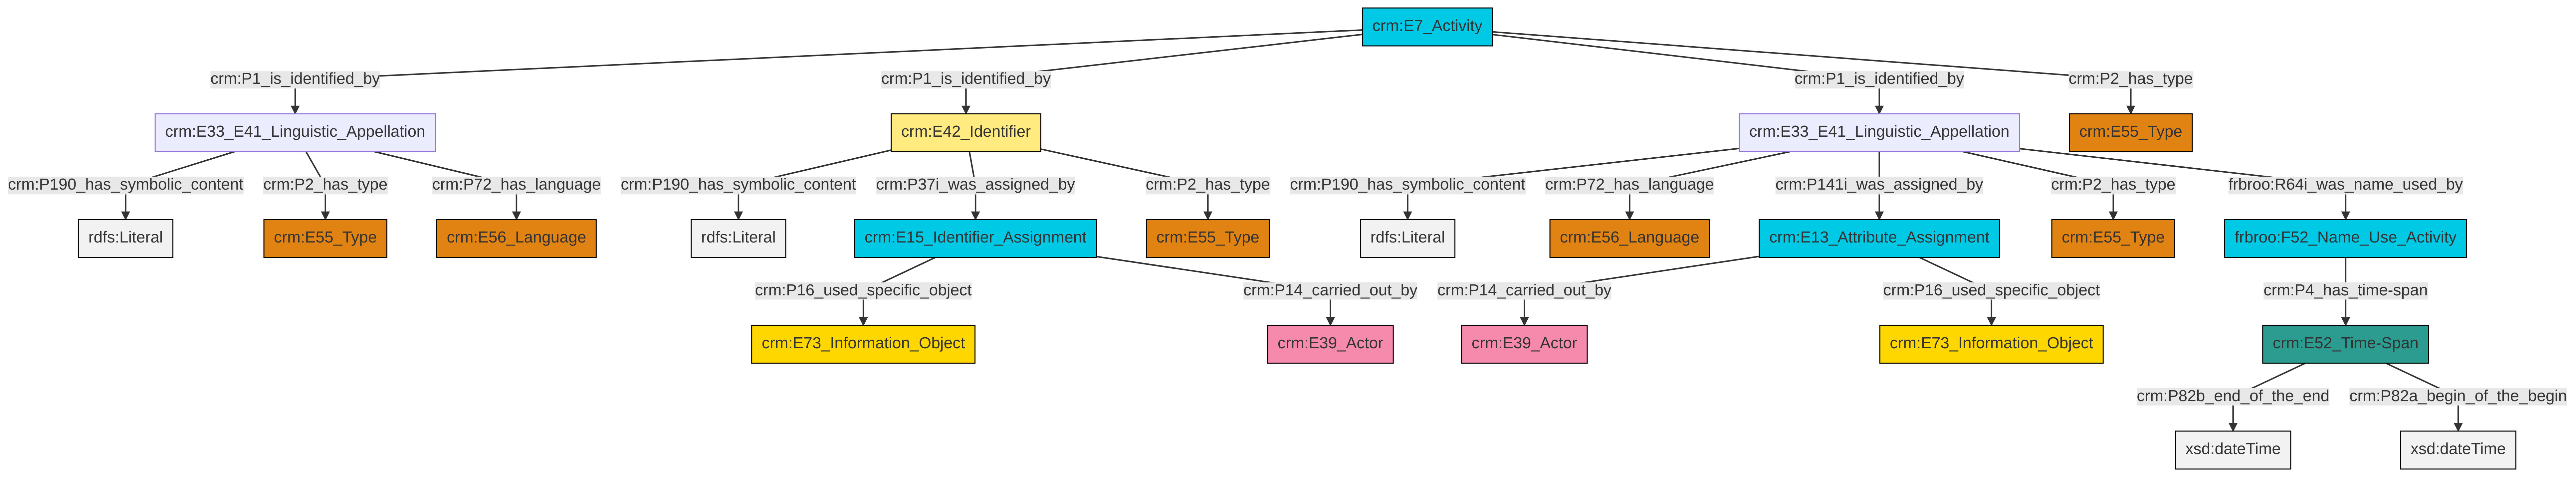 crm:E7_Activity
crm:P1_is_identified_by
crm:P1_is_identified_by
crm:P1_is_identified_by
crm:P2_has_type
crm:E33_E41_Linguistic_Appellation
crm:E42_Identifier
crm:E33_E41_Linguistic_Appellation
crm:E55_Type
crm:P190_has_symbolic_content
crm:P2_has_type
crm:P72_has_language
crm:P190_has_symbolic_content
crm:P37i_was_assigned_by
crm:P2_has_type
crm:P190_has_symbolic_content
crm:P72_has_language
crm:P141i_was_assigned_by
crm:P2_has_type
frbroo:R64i_was_name_used_by
rdfs:Literal
crm:E55_Type
crm:E56_Language
rdfs:Literal
crm:E15_Identifier_Assignment
crm:E55_Type
rdfs:Literal
crm:E56_Language
crm:E13_Attribute_Assignment
crm:E55_Type
frbroo:F52_Name_Use_Activity
crm:P16_used_specific_object
crm:P14_carried_out_by
crm:P14_carried_out_by
crm:P16_used_specific_object
crm:P4_has_time-span
crm:E73_Information_Object
crm:E39_Actor
crm:E39_Actor
crm:E73_Information_Object
crm:E52_Time-Span
crm:P82b_end_of_the_end
crm:P82a_begin_of_the_begin
xsd:dateTime
xsd:dateTime